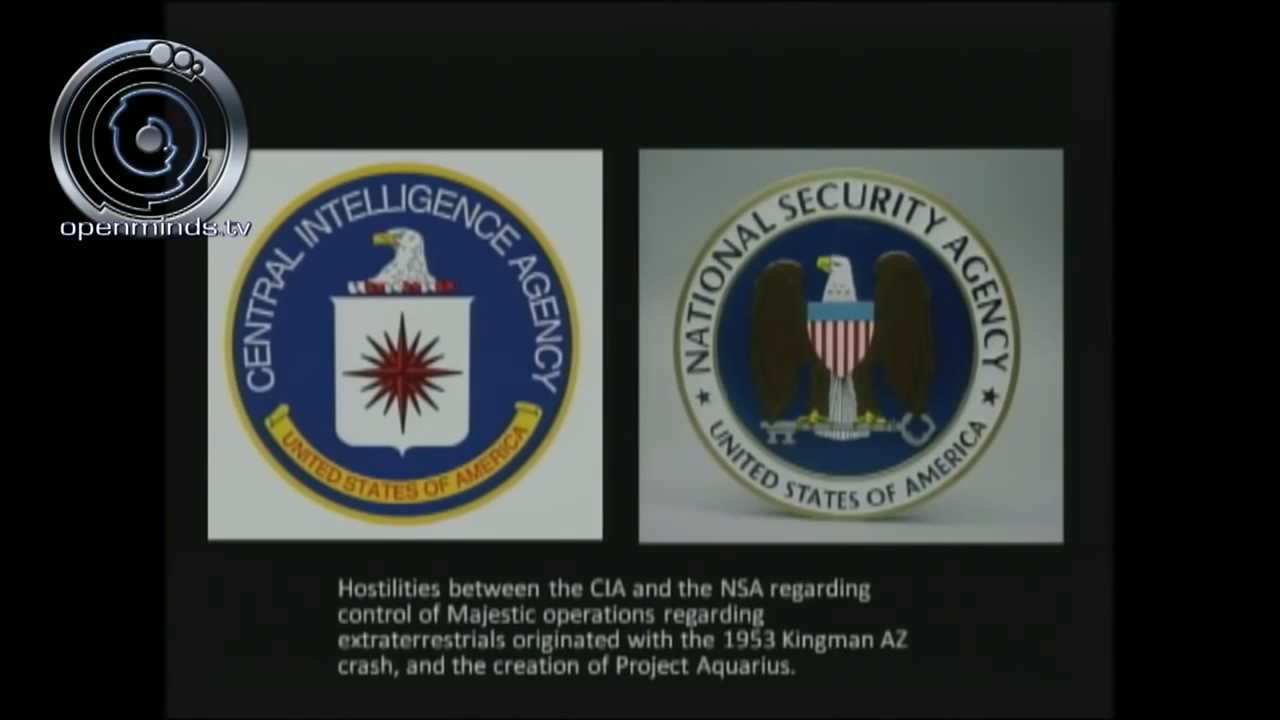 openminds.tv
CENTRAL INTELLIGENCE AGENCY
UNITED STATES OF AMERICA
NATIONAL SECURITY AGENCY
UNITED STATES OF AMERICA
Hostilities between the CIA and the NSA regarding
control of Majestic operations regarding
extraterrestrials originated with the 1953 Kingman AZ
crash, and the creation of Project Aquarius.